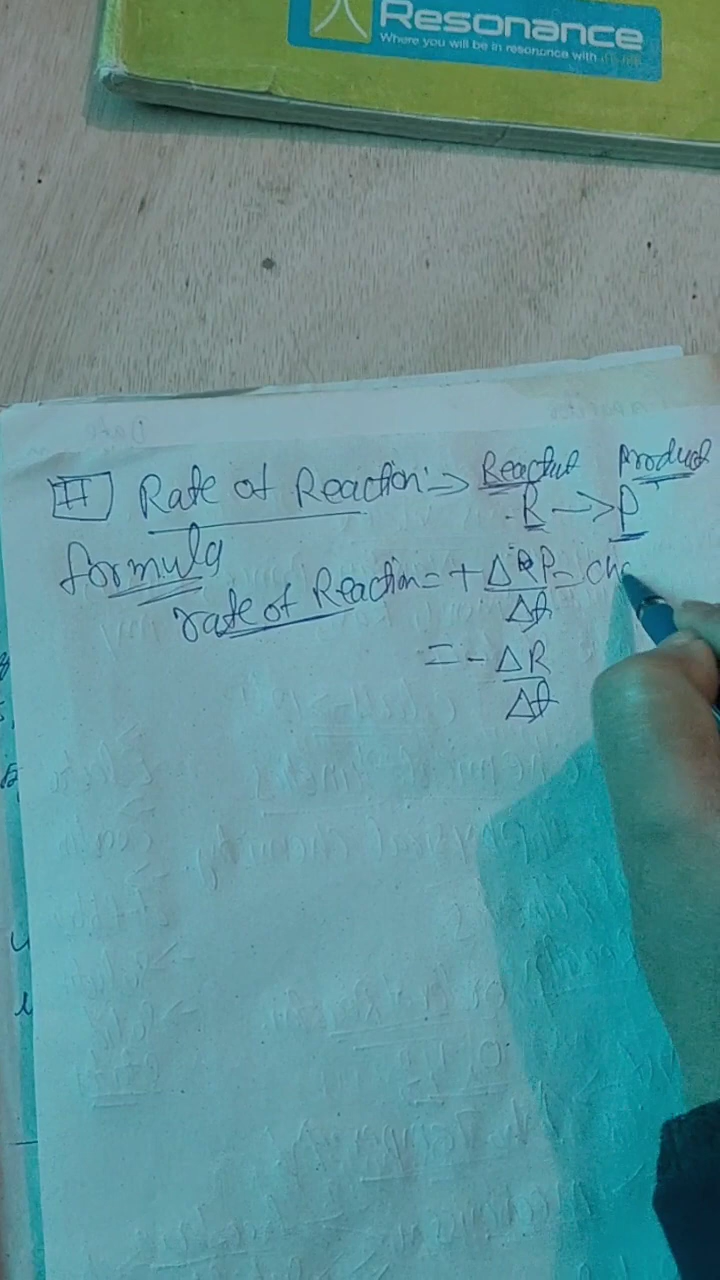 Resonance
Where you will be in resonance with
II Rate of Reaction:→ Reactant Product
R → P
formula
rate of Reaction = + ΔP/Δt = cha
= - ΔR/Δt